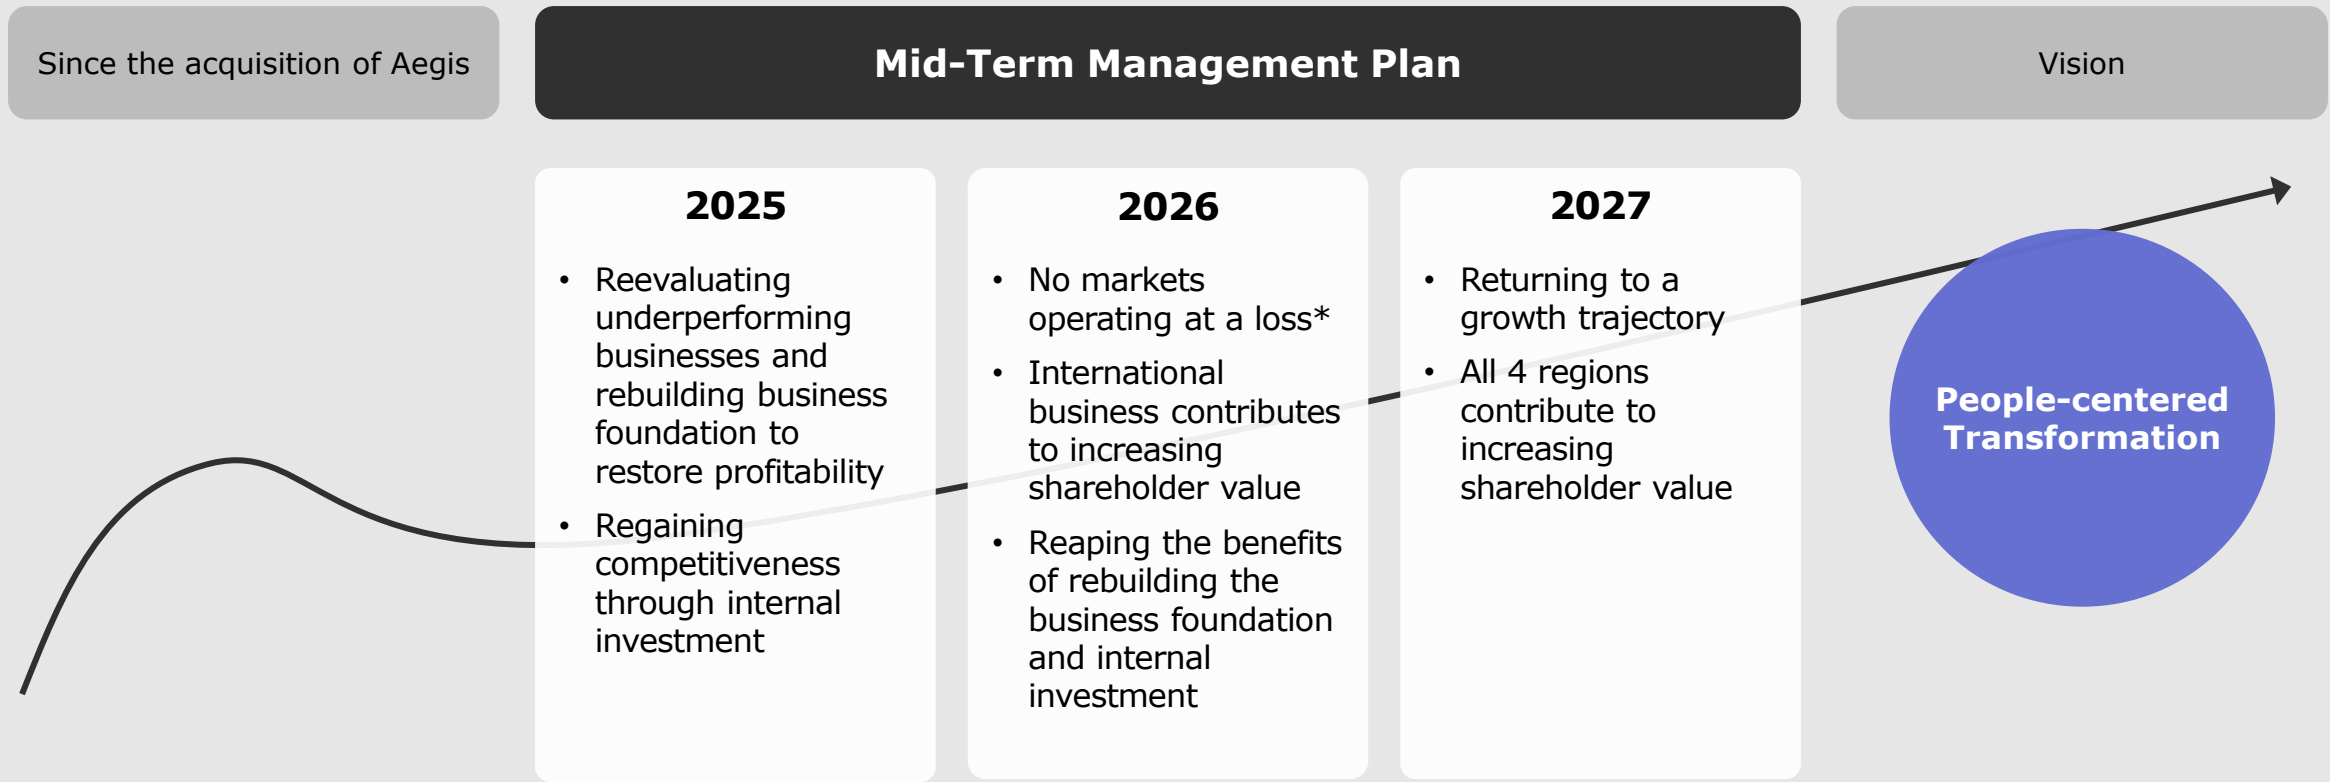 Since the acquisition of Aegis
Mid-Term Management Plan
Vision
2025
• Reevaluating
underperforming
businesses and
rebuilding business
foundation to
restore profitability
• Regaining
competitiveness
through internal
investment
2026
• No markets
operating at a loss*
• International
business contributes
to increasing
shareholder value
• Reaping the benefits
of rebuilding the
business foundation
and internal
investment
2027
• Returning to a
growth trajectory
• All 4 regions
contribute to
increasing
shareholder value
People-centered
Transformation